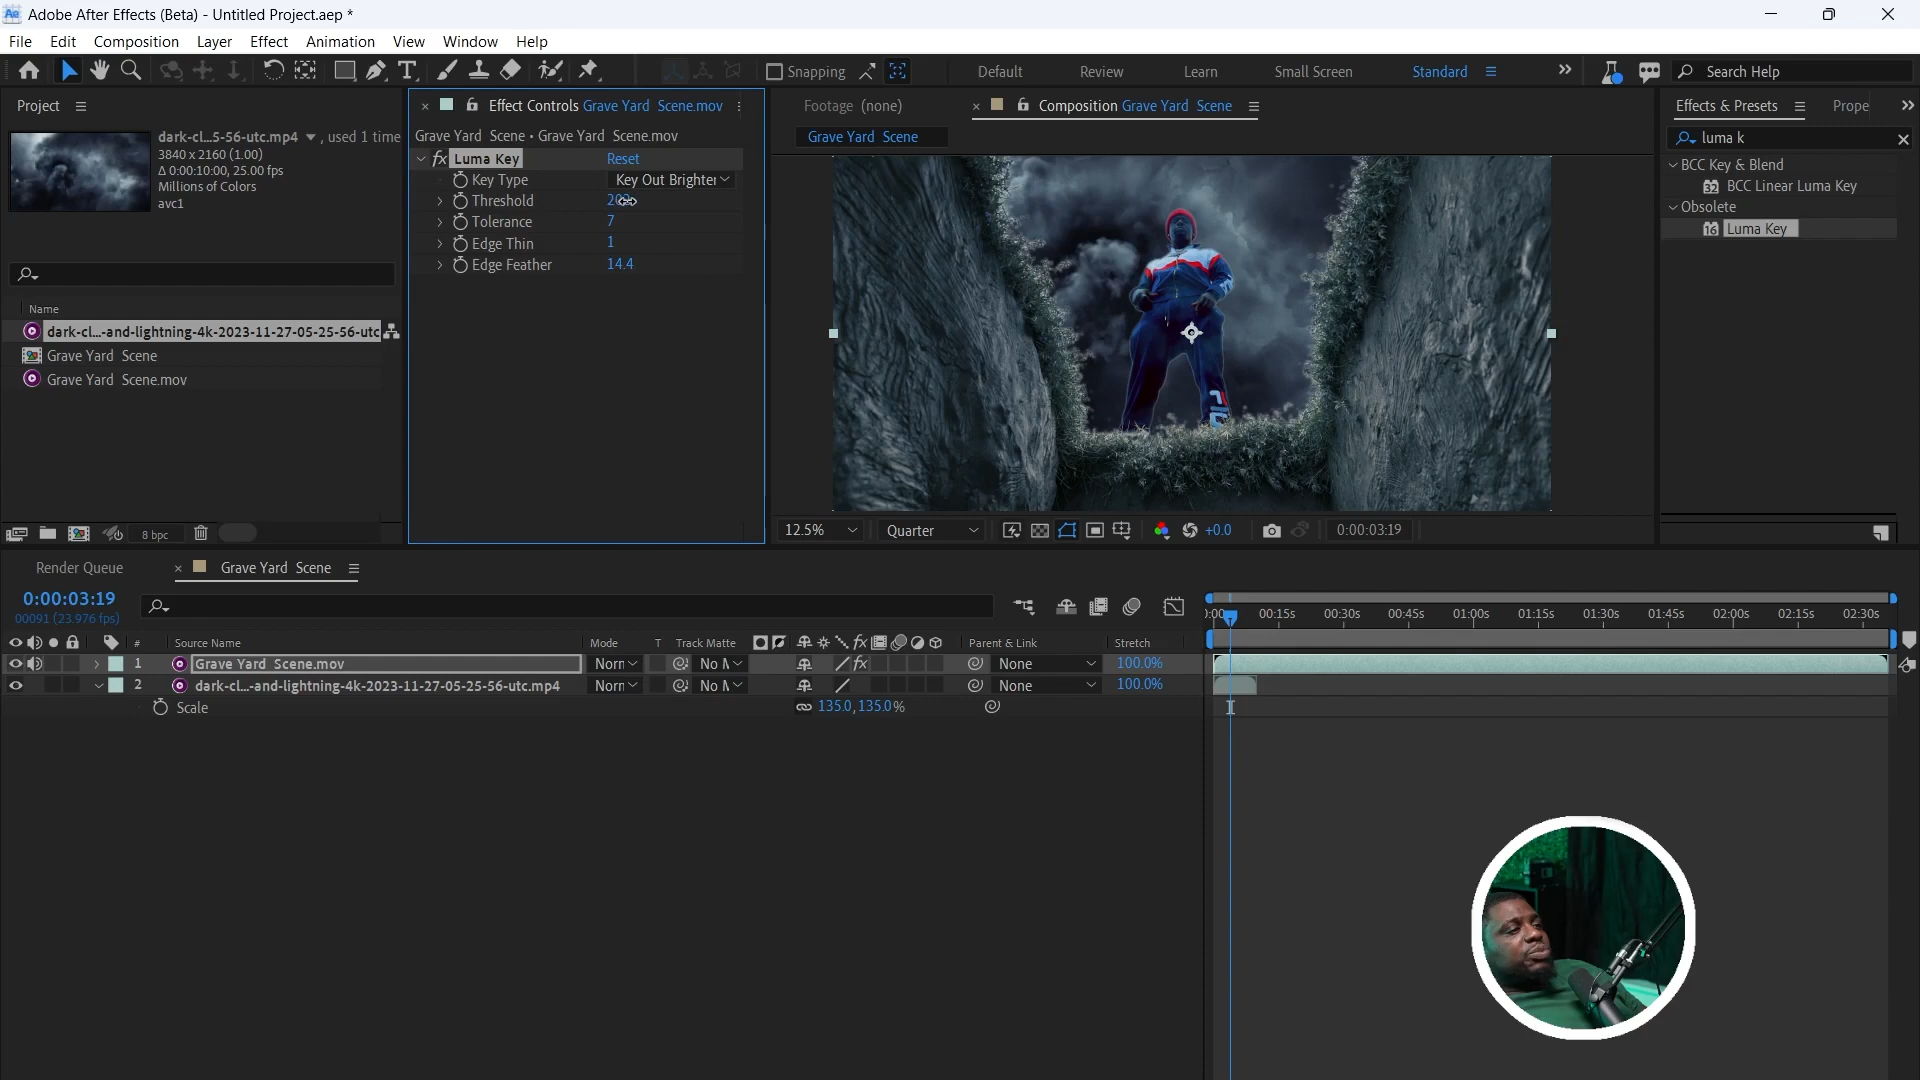 Adobe After Effects (Beta) - Untitled Project.aep *
File Edit Composition Layer Effect Animation View Window Help
Snapping Default Review Learn Small Screen Standard Search Help
Project
dark-cl...5-56-utc.mp4 , used 1 time
3840 x 2160 (1.00)
Δ 0:00:10:00, 25.00 fps
Millions of Colors
avc1
Name
dark-cl...-and-lightning-4k-2023-11-27-05-25-56-utc
Grave Yard Scene
Grave Yard Scene.mov
8 bpc
Effect Controls Grave Yard Scene.mov
Grave Yard Scene • Grave Yard Scene.mov
fx Luma Key Reset
Key Type Key Out Brighter
Threshold
Tolerance 7
Edge Thin 1
Edge Feather 14.4
Footage (none) Composition Grave Yard Scene
Grave Yard Scene
12.5% Quarter +0.0 0:00:03:19
Effects & Presets Prope
luma k
BCC Key & Blend
32 BCC Linear Luma Key
Obsolete
16 Luma Key
Render Queue Grave Yard Scene
0:00:03:19
00091 (23.976 fps)
# Source Name Mode T Track Matte fx Parent & Link Stretch
1 Grave Yard Scene.mov Norn No M fx None 100.0%
2 dark-cl...-and-lightning-4k-2023-11-27-05-25-56-utc.mp4 Norn No M None 100.0%
Scale 135.0,135.0%
):00s 00:15s 00:30s 00:45s 01:00s 01:15s 01:30s 01:45s 02:00s 02:15s 02:30s